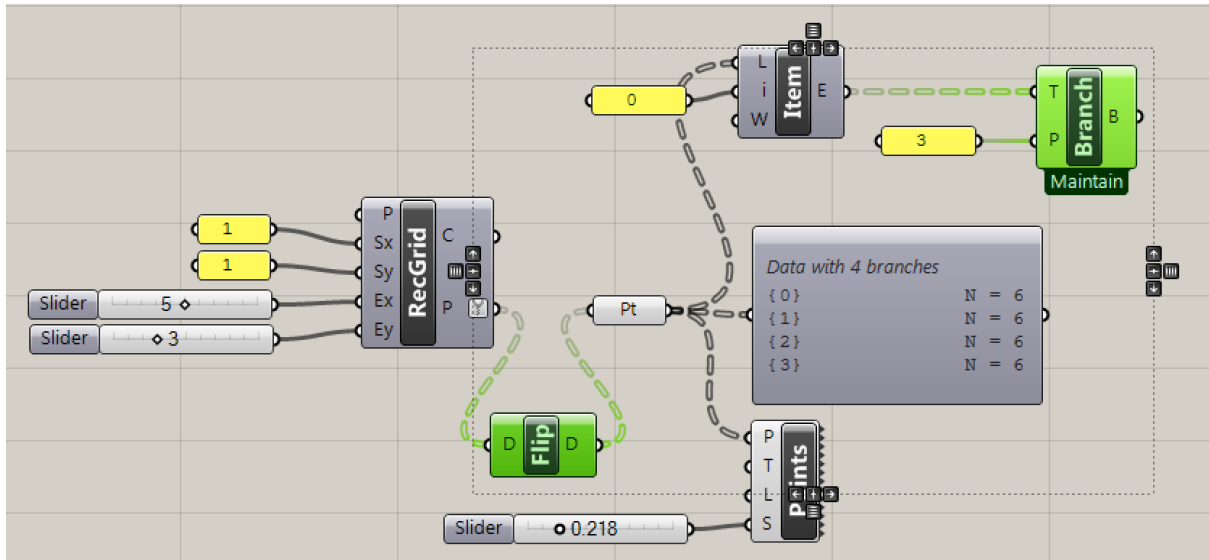 L
i
W
Item
E
0
T
P
Branch
B
Maintain
3
P
Sx
Sy
Ex
Ey
RecGrid
C
P
1
1
Slider
5
Slider
3
Pt
Data with 4 branches
{0} N = 6
{1} N = 6
{2} N = 6
{3} N = 6
D
Flip
D
P
T
L
S
Slider
0.218